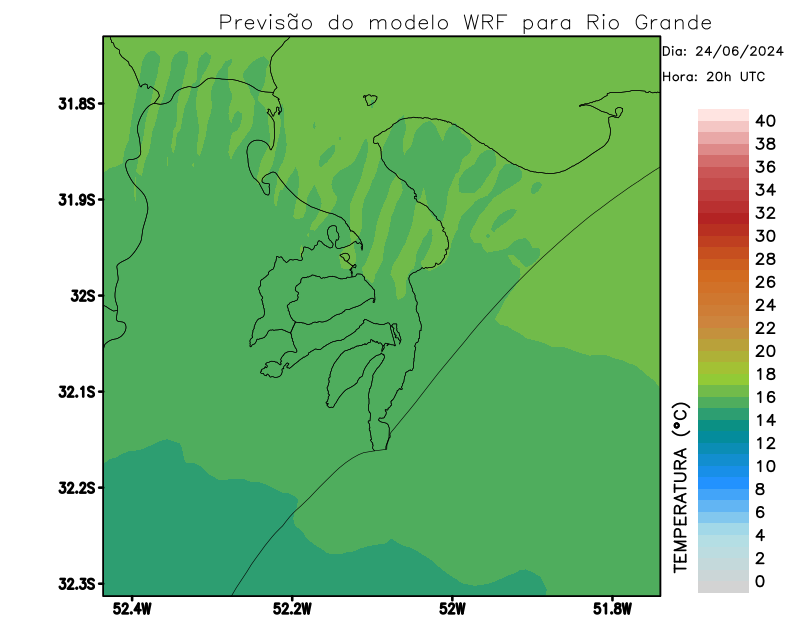 Previsão do modelo WRF para Rio Grande
Dia: 24/06/2024
Hora: 20h UTC
31.8S
31.9S
32S
32.1S
32.2S
32.3S
52.4W
52.2W
52W
51.8W
TEMPERATURA (°C)
40
38
36
34
32
30
28
26
24
22
20
18
16
14
12
10
8
6
4
2
0